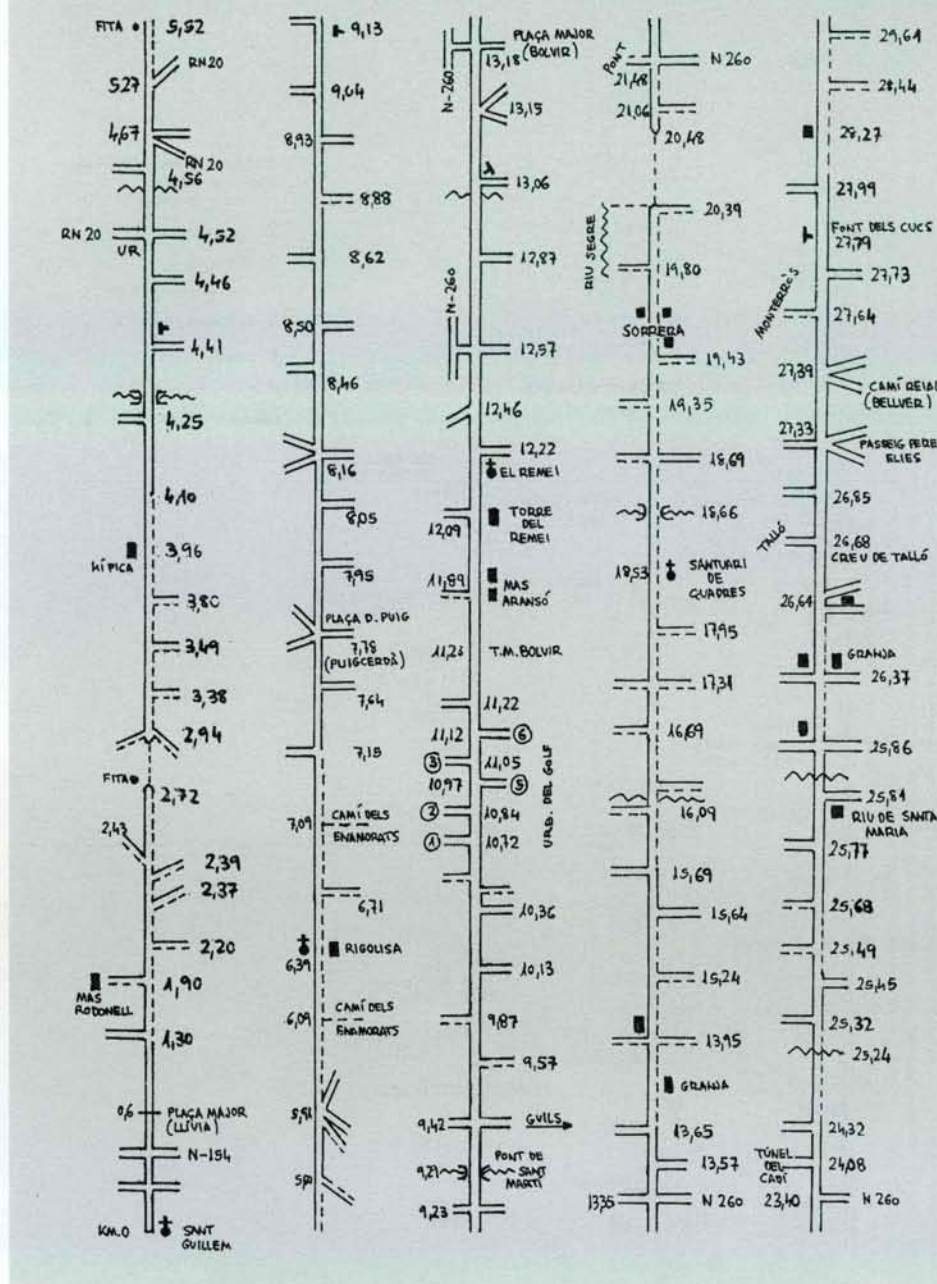 FITA
5,52
RN 20
5,27
4,67
RN 20
4,56
RN 20
4,52
UR
4,46
4,41
4,25
4,10
3,96
HÍPICA
3,80
3,49
3,38
2,94
FITA
2,72
2,43
2,39
2,37
2,20
1,90
MAS
RODONELL
1,30
0,6
PLAÇA MAJOR
(LLÍVIA)
N-154
KM.0
SANT
GUILLEM
9,13
9,04
8,93
8,88
8,62
8,50
8,46
8,16
8,05
7,95
PLAÇA D. PUIG
7,78
(PUIGCERDÀ)
7,64
7,15
7,09
CAMÍ DELS
ENAMORATS
6,71
RIGOLISA
6,39
6,09
CAMÍ DELS
ENAMORATS
PLAÇA MAJOR
(BOLVIR)
13,18
N-260
13,15
13,06
12,87
N-260
12,57
12,46
12,22
EL REMEI
12,09
TORRE
DEL
REMEI
11,89
MAS
ARANSÓ
11,23
T.M. BOLVIR
11,22
11,12
6
3
11,05
10,97
5
2
10,84
1
10,72
URB. DEL GOLF
10,36
10,13
9,87
9,57
9,42
GUILS
9,29
PONT DE
SANT
MARTÍ
9,23
PONT
N 260
21,48
21,06
20,48
20,39
RIU SEGRE
19,80
SORRERA
19,43
19,35
18,69
18,66
18,53
SANTUARI
DE
QUADRES
17,95
17,31
16,69
16,09
15,69
15,64
15,24
13,95
GRANJA
13,65
13,57
13,35
N 260
29,64
28,44
28,27
27,99
FONT DELS CUCS
27,79
27,73
MONTERRÒS
27,64
27,39
CAMÍ REIAL
(BELLVER)
27,33
PASSEIG PERE
ELIES
26,85
TALLÓ
26,68
CREU DE TALLÓ
26,64
GRANJA
26,37
25,86
25,81
RIU DE SANTA
MARIA
25,77
25,68
25,49
25,45
25,32
25,24
24,32
TÚNEL
DEL
CADÍ
24,08
23,40
N 260